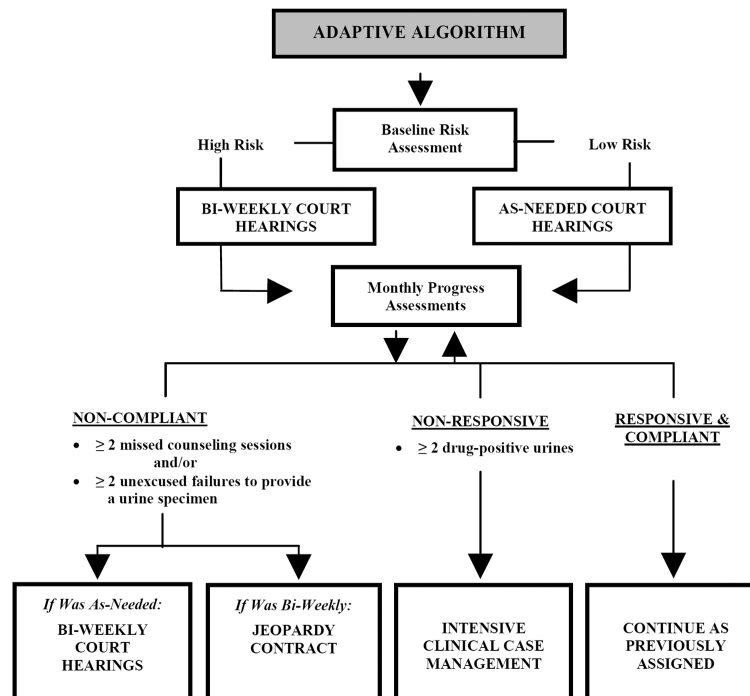 ADAPTIVE ALGORITHM
Baseline Risk
Assessment
High Risk
Low Risk
BI-WEEKLY COURT
HEARINGS
AS-NEEDED COURT
HEARINGS
Monthly Progress
Assessments
NON-COMPLIANT
• ≥ 2 missed counseling sessions
and/or
• ≥ 2 unexcused failures to provide
a urine specimen
NON-RESPONSIVE
• ≥ 2 drug-positive urines
RESPONSIVE &
COMPLIANT
If Was As-Needed:
BI-WEEKLY
COURT
HEARINGS
If Was Bi-Weekly:
JEOPARDY
CONTRACT
INTENSIVE
CLINICAL CASE
MANAGEMENT
CONTINUE AS
PREVIOUSLY
ASSIGNED